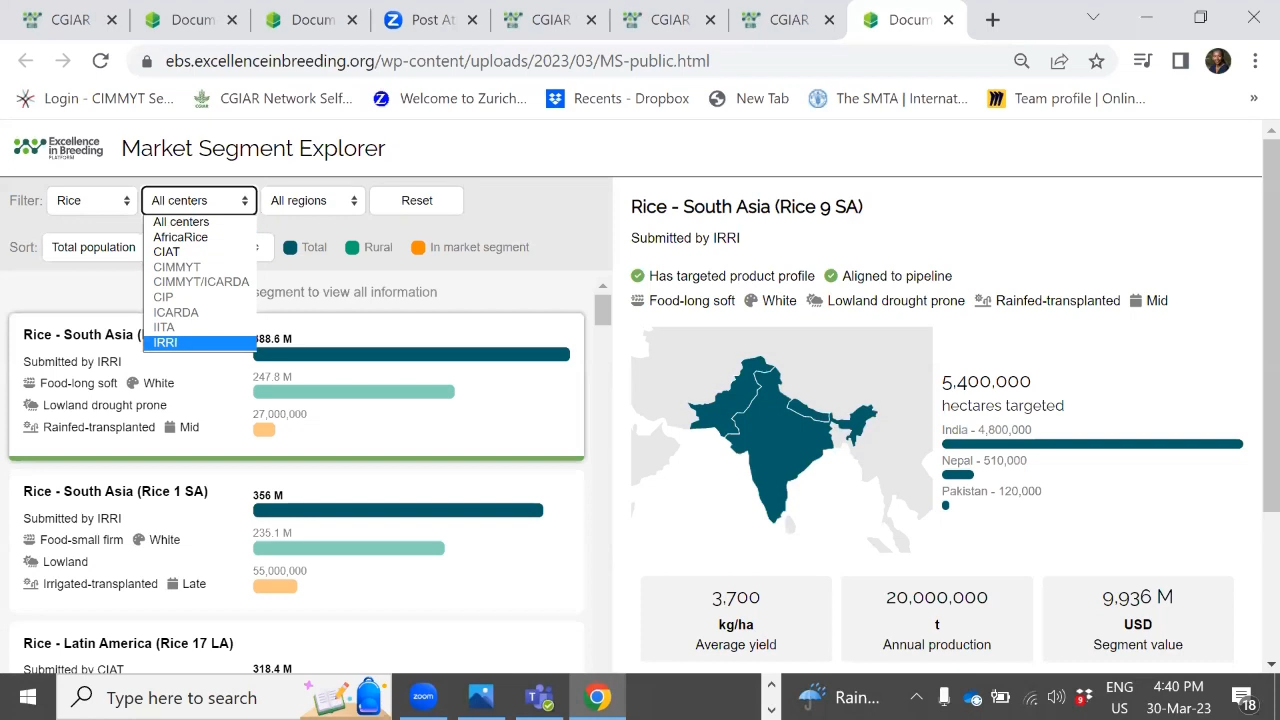 CGIAR
Docum
Docum
Post At
CGIAR
CGIAR
CGIAR
Docum
ebs.excellenceinbreeding.org/wp-content/uploads/2023/03/MS-public.html
Login - CIMMYT Se...
CGIAR Network Self...
Welcome to Zurich...
Recents - Dropbox
New Tab
The SMTA | Internat...
Team profile | Onlin...
»
Excellence
in Breeding
PLATFORM
Market Segment Explorer
Filter:
Rice
All centers
All regions
Reset
All centers
AfricaRice
CIAT
CIMMYT
CIMMYT/ICARDA
CIP
ICARDA
IITA
IRRI
Sort:
Total population
Total
Rural
In market segment
segment to view all information
Rice - South Asia (
Submitted by IRRI
Food-long soft
White
Lowland drought prone
Rainfed-transplanted
Mid
488.6 M
247.8 M
27,000,000
Rice - South Asia (Rice 1 SA)
Submitted by IRRI
Food-small firm
White
Lowland
Irrigated-transplanted
Late
356 M
235.1 M
55,000,000
Rice - Latin America (Rice 17 LA)
Submitted by CIAT
318.4 M
Rice - South Asia (Rice 9 SA)
Submitted by IRRI
Has targeted product profile
Aligned to pipeline
Food-long soft
White
Lowland drought prone
Rainfed-transplanted
Mid
5,400,000
hectares targeted
India - 4,800,000
Nepal - 510,000
Pakistan - 120,000
3,700
kg/ha
Average yield
20,000,000
t
Annual production
9,936 M
USD
Segment value
Type here to search
zoom
Rain...
9
ENG
US
4:40 PM
30-Mar-23
18